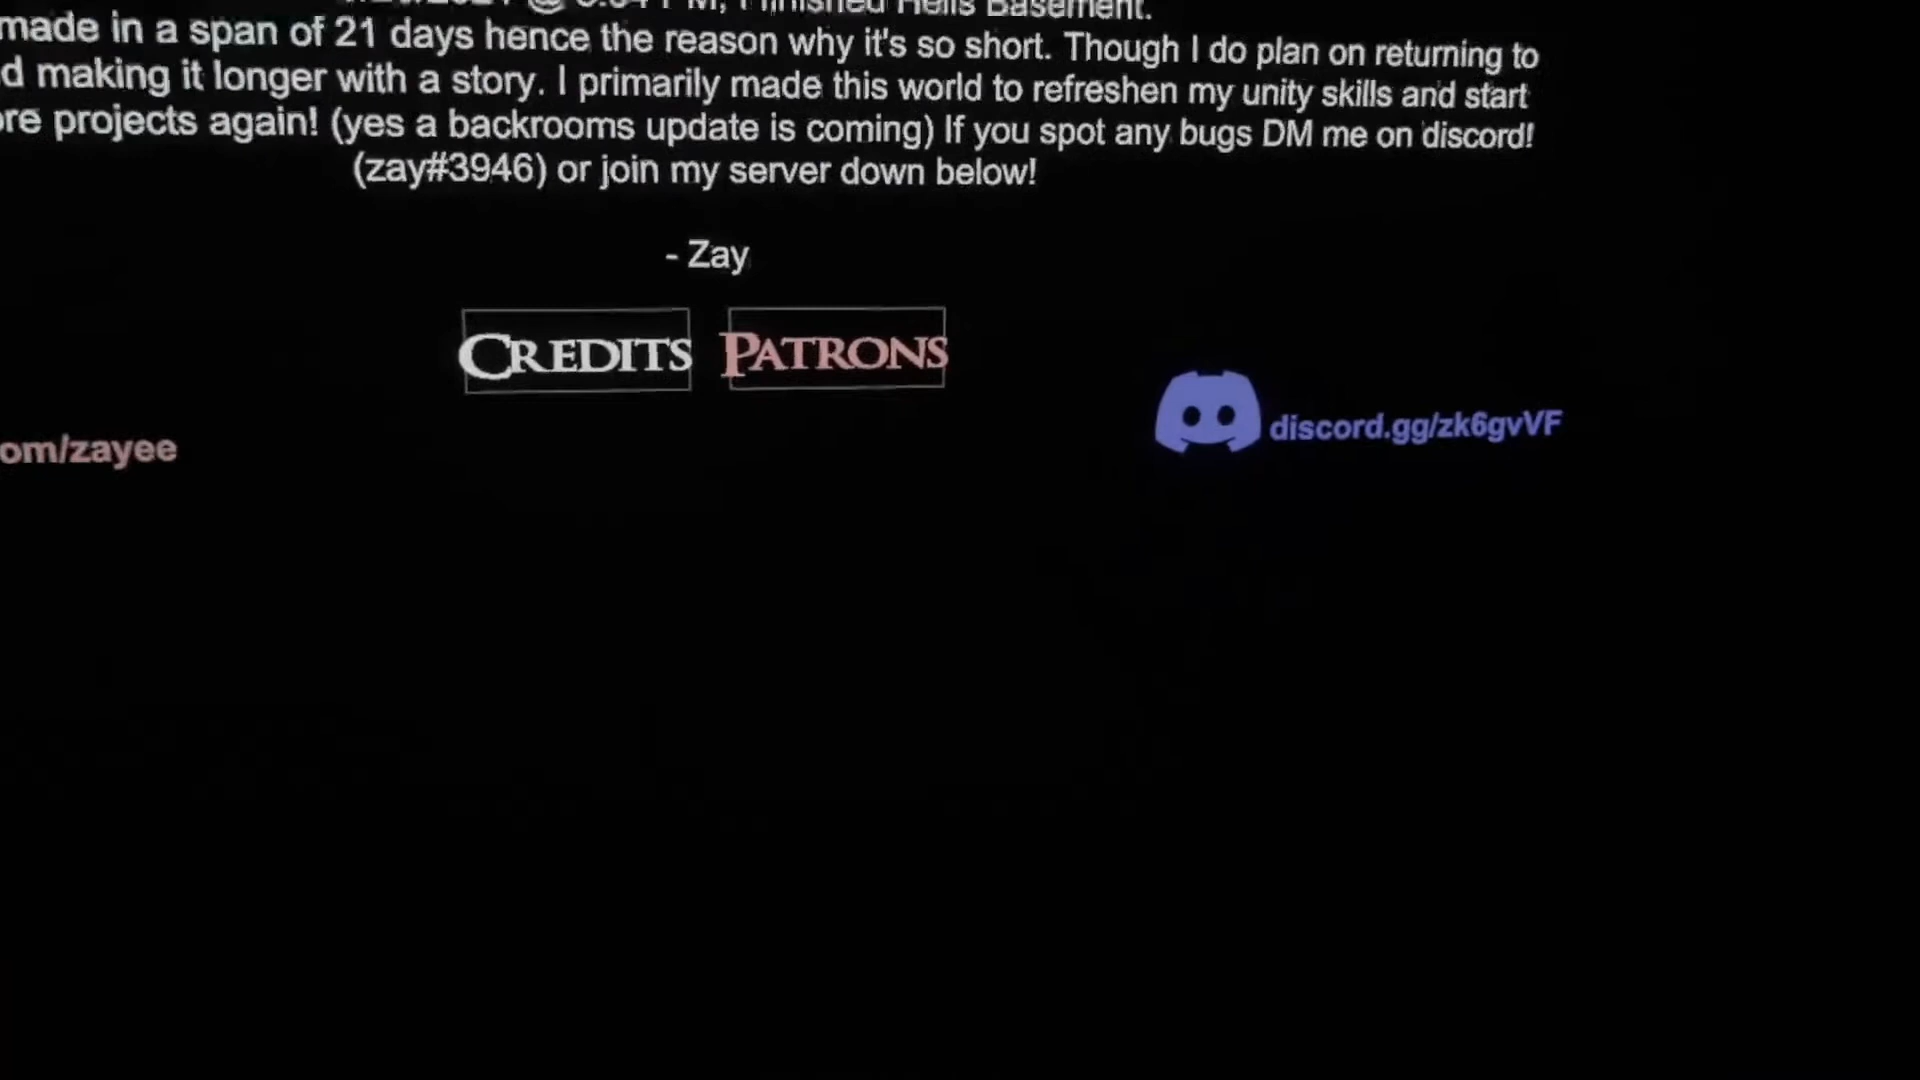 Finished Hells Basement.
made in a span of 21 days hence the reason why it's so short. Though I do plan on returning to
d making it longer with a story. I primarily made this world to refreshen my unity skills and start
re projects again! (yes a backrooms update is coming) If you spot any bugs DM me on discord!
(zay#3946) or join my server down below!
- Zay
CREDITS PATRONS
discord.gg/zk6gvVF
om/zayee